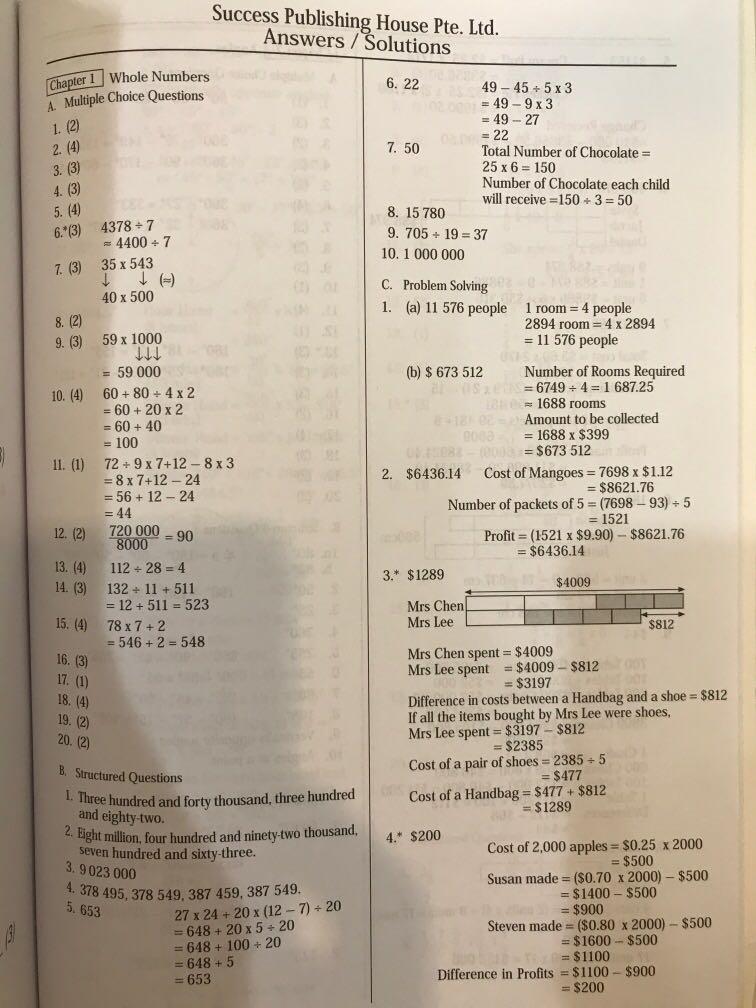 Success Publishing House Pte. Ltd.
Answers / Solutions
Chapter 1 Whole Numbers
A. Multiple Choice Questions
1. (2)
2. (4)
3. (3)
4. (3)
5. (4)
6.*(3) 4378 ÷ 7
≈ 4400 ÷ 7
7. (3) 35 x 543
↓ ↓ (≈)
40 x 500
8. (2)
9. (3) 59 x 1000
↓↓↓
= 59 000
10. (4) 60 + 80 ÷ 4 x 2
= 60 + 20 x 2
= 60 + 40
= 100
11. (1) 72 ÷ 9 x 7+12 – 8 x 3
= 8 x 7+12 – 24
= 56 + 12 – 24
= 44
12. (2) 720 000
8000
= 90
13. (4) 112 ÷ 28 = 4
14. (3) 132 ÷ 11 + 511
= 12 + 511 = 523
15. (4) 78 x 7 + 2
= 546 + 2 = 548
16. (3)
17. (1)
18. (4)
19. (2)
20. (2)
B. Structured Questions
1. Three hundred and forty thousand, three hundred
and eighty-two.
2. Eight million, four hundred and ninety-two thousand,
seven hundred and sixty-three.
3. 9 023 000
4. 378 495, 378 549, 387 459, 387 549.
5. 653 27 x 24 + 20 x (12 – 7) ÷ 20
= 648 + 20 x 5 ÷ 20
= 648 + 100 ÷ 20
= 648 + 5
= 653
6. 22 49 – 45 ÷ 5 x 3
= 49 – 9 x 3
= 49 – 27
= 22
7. 50 Total Number of Chocolate =
25 x 6 = 150
Number of Chocolate each child
will receive =150 ÷ 3 = 50
8. 15 780
9. 705 ÷ 19 = 37
10. 1 000 000
C. Problem Solving
1. (a) 11 576 people 1 room = 4 people
2894 room = 4 x 2894
= 11 576 people
(b) $ 673 512 Number of Rooms Required
= 6749 ÷ 4 = 1 687.25
≈ 1688 rooms
Amount to be collected
= 1688 x $399
= $673 512
2. $6436.14 Cost of Mangoes = 7698 x $1.12
= $8621.76
Number of packets of 5 = (7698 – 93) ÷ 5
= 1521
Profit = (1521 x $9.90) – $8621.76
= $6436.14
3.* $1289
$4009
Mrs Chen
Mrs Lee
$812
Mrs Chen spent = $4009
Mrs Lee spent = $4009 – $812
= $3197
Difference in costs between a Handbag and a shoe = $812
If all the items bought by Mrs Lee were shoes,
Mrs Lee spent = $3197 – $812
= $2385
Cost of a pair of shoes = 2385 ÷ 5
= $477
Cost of a Handbag = $477 + $812
= $1289
4.* $200
Cost of 2,000 apples = $0.25 x 2000
= $500
Susan made = ($0.70 x 2000) – $500
= $1400 – $500
= $900
Steven made = ($0.80 x 2000) – $500
= $1600 – $500
= $1100
Difference in Profits = $1100 – $900
= $200